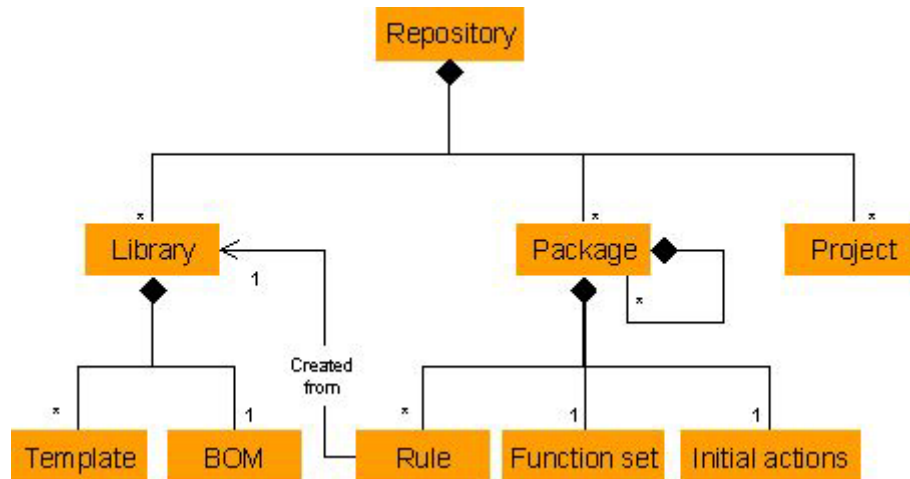 Repository
* * *
Library Package Project
1 *
Created
from
* 1 * 1 1
Template BOM Rule Function set Initial actions